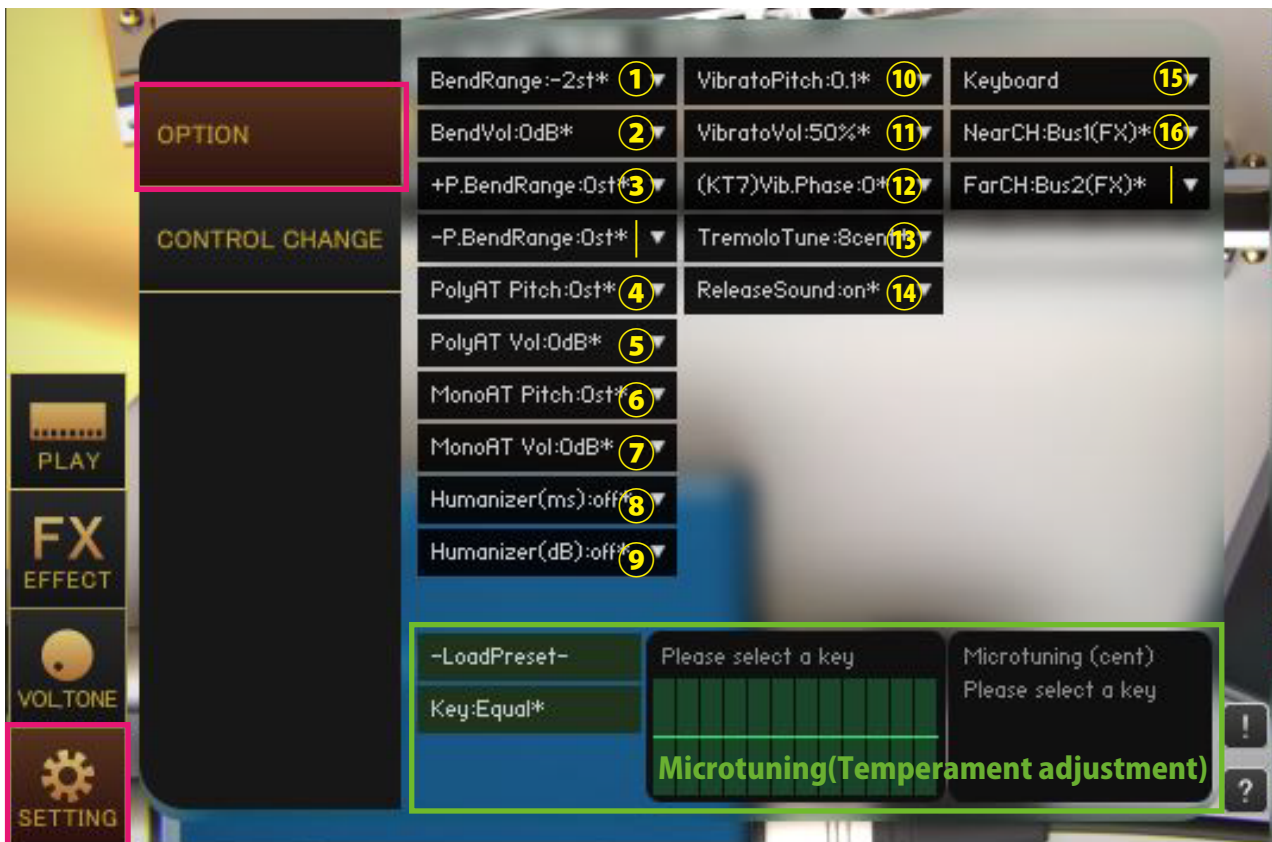 OPTION
CONTROL CHANGE
PLAY
FX
EFFECT
VOLTONE
SETTING
BendRange:-2st* ①▼
BendVol:0dB* ②▼
+P.BendRange:0st* ③▼
-P.BendRange:0st* ▼
PolyAT Pitch:0st* ④▼
PolyAT Vol:0dB* ⑤▼
MonoAT Pitch:0st* ⑥▼
MonoAT Vol:0dB* ⑦▼
Humanizer(ms):off* ⑧▼
Humanizer(dB):off* ⑨▼
VibratoPitch:0.1* ⑩▼
VibratoVol:50%* ⑪▼
(KT7)Vib.Phase:0* ⑫▼
TremoloTune:8cent* ⑬▼
ReleaseSound:on* ⑭▼
Keyboard ⑮▼
NearCH:Bus1(FX)* ⑯▼
FarCH:Bus2(FX)* ▼
-LoadPreset-
Key:Equal*
Please select a key
Microtuning (cent)
Please select a key
Microtuning(Temperament adjustment)
!
?